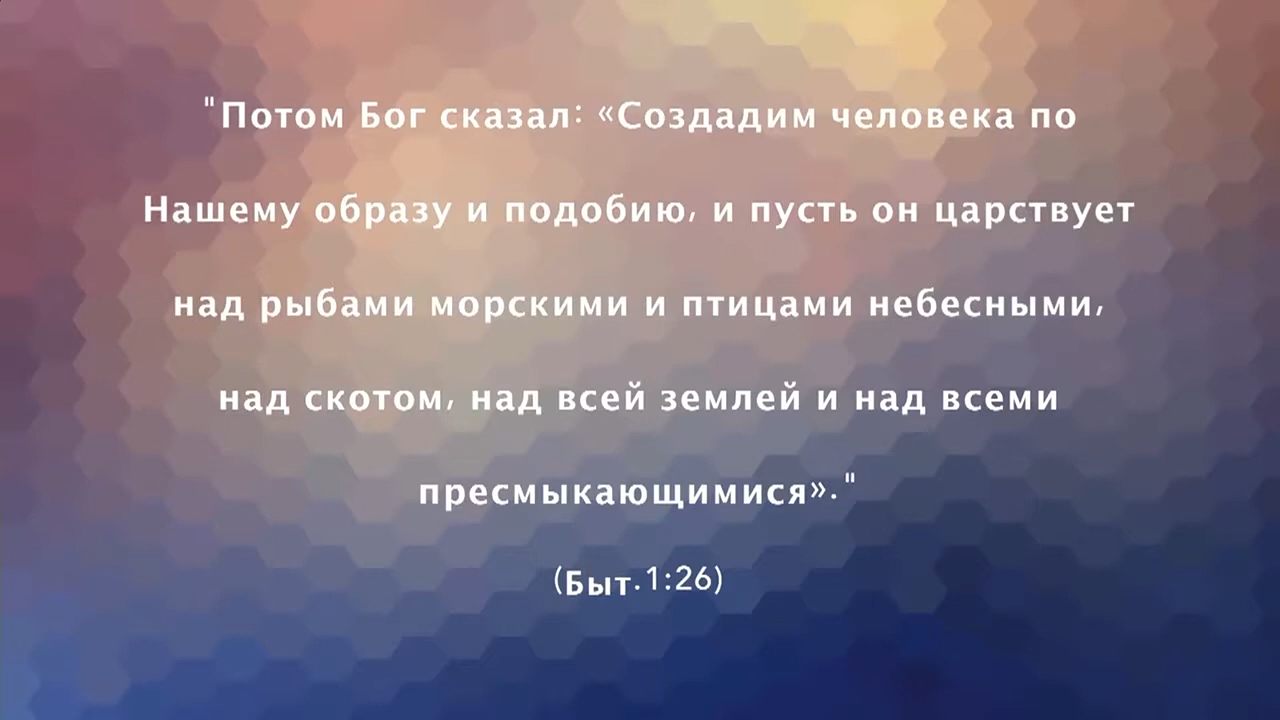 "Потом Бог сказал: «Создадим человека по
Нашему образу и подобию, и пусть он царствует
над рыбами морскими и птицами небесными,
над скотом, над всей землей и над всеми
пресмыкающимися»."
(Быт.1:26)